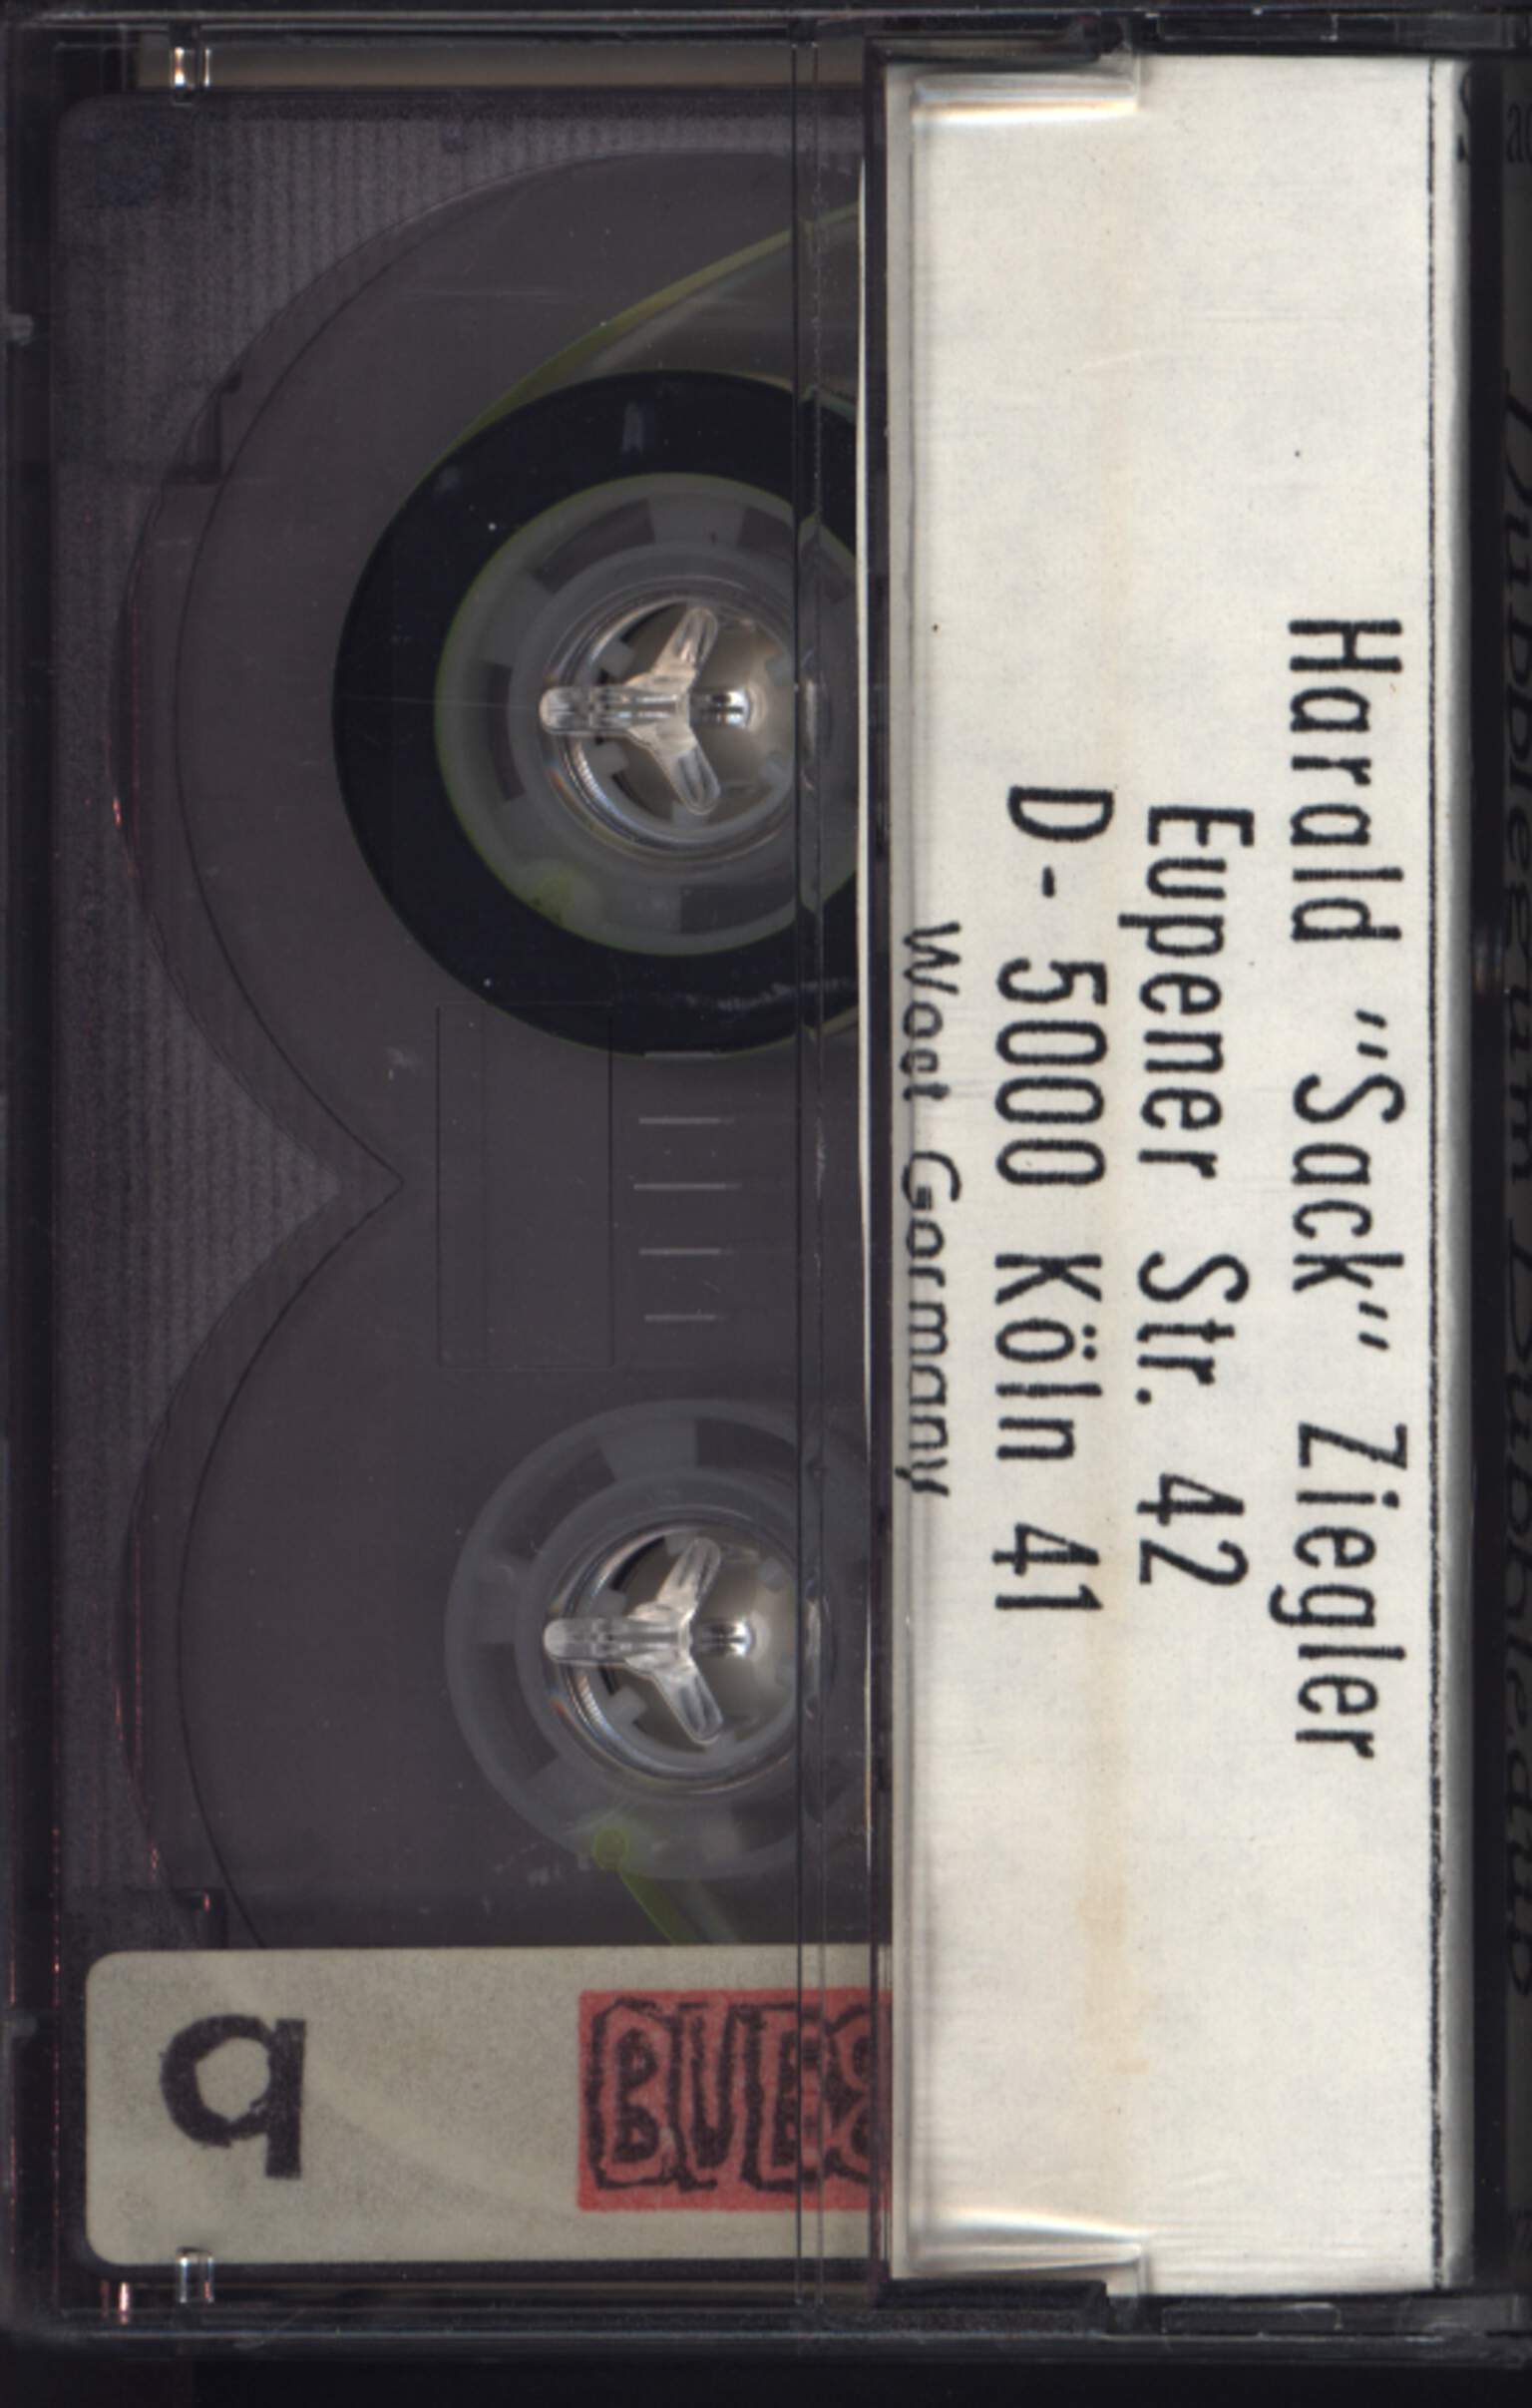 Harald "Sack" Ziegler
Eupener Str. 42
D- 5000 Köln 41
West Germany
b